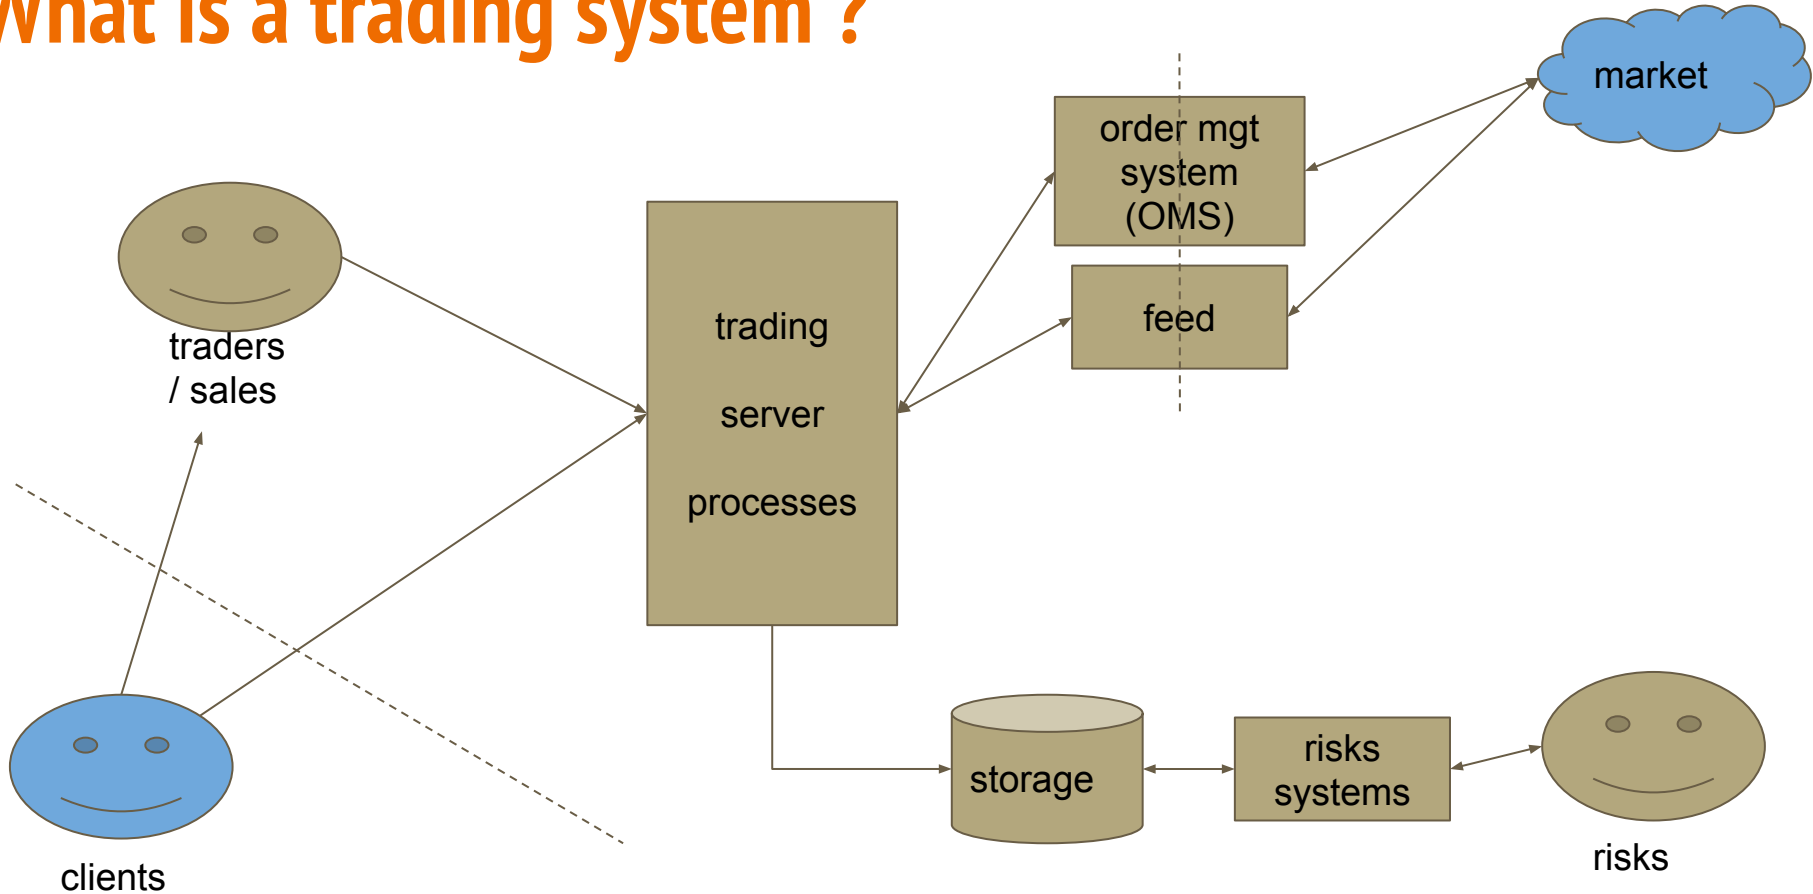 What is a trading system ?
market
order mgt
system
(OMS)
feed
trading
server
processes
traders
/ sales
storage
risks
systems
risks
clients